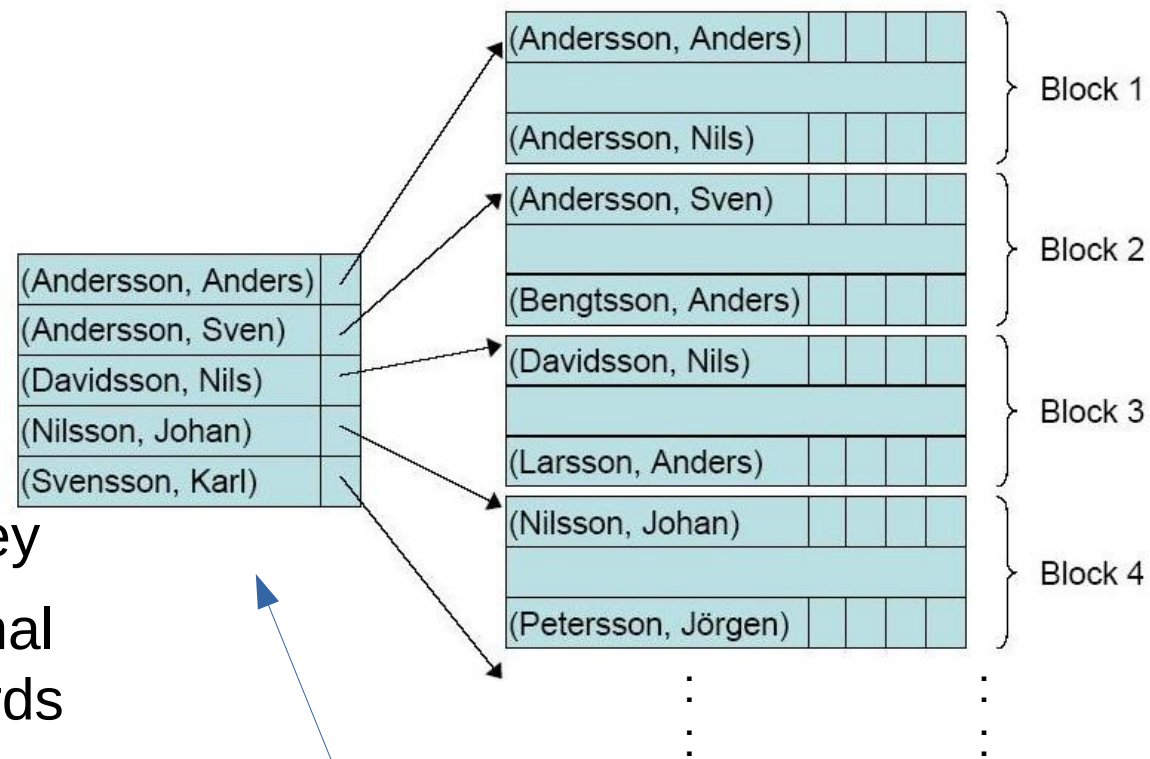 (Andersson, Anders)
(Andersson, Sven)
(Davidsson, Nils)
(Nilsson, Johan)
(Svensson, Karl)
ey
nal
rds
(Andersson, Anders)
(Andersson, Nils)
Block 1
(Andersson, Sven)
(Bengtsson, Anders)
Block 2
(Davidsson, Nils)
(Larsson, Anders)
Block 3
(Nilsson, Johan)
(Petersson, Jörgen)
Block 4
: :
: :